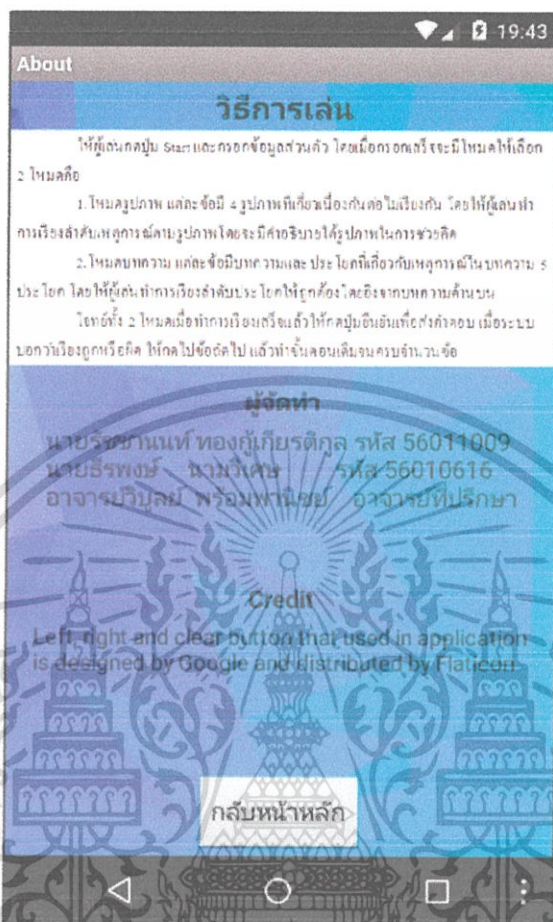 19:43
About
วิธีการเล่น
ให้ผู้เล่นกดปุ่ม Start และกรอกข้อมูลส่วนตัว โดยเมื่อกรอกเสร็จจะมีโหมดให้เลือก
2 โหมดคือ
1. โหมดรูปภาพ แต่ละข้อมี 4 รูปภาพที่เกี่ยวเนื่องกันต่อไม่เรียงกัน โดยให้ผู้เล่นทำ
การเรียงลำดับเหตุการณ์ตามรูปภาพโดยจะมีคำอธิบายใต้รูปภาพในการช่วยคิด
2. โหมดบทความ แต่ละข้อมีบทความและ ประโยคที่เกี่ยวกับเหตุการณ์ในบทความ 5
ประโยค โดยให้ผู้เล่นทำการเรียงลำดับประโยคให้ถูกต้องโดยอิงจากบทความด้านบน
โจทย์ทั้ง 2 โหมดเมื่อทำการเรียงเสร็จแล้วให้กดปุ่มยืนยันเพื่อส่งคำตอบ เมื่อระบบ
บอกว่าเรียงถูกหรือผิด ให้กดไปข้อถัดไป แล้วทำขั้นตอนเดิมจนครบจำนวนข้อ
ผู้จัดทำ
นายรัชชานนท์ ทองกู้เกียรติกูล รหัส 56011009
นายธีรพงษ์ นามวิเศษ รหัส 56010616
อาจารย์วิบูลย์ พร้อมพานิชย์ อาจารย์ที่ปรึกษา
Credit
Left, right and clear button that used in application
is designed by Google and distributed by Flaticon
กลับหน้าหลัก